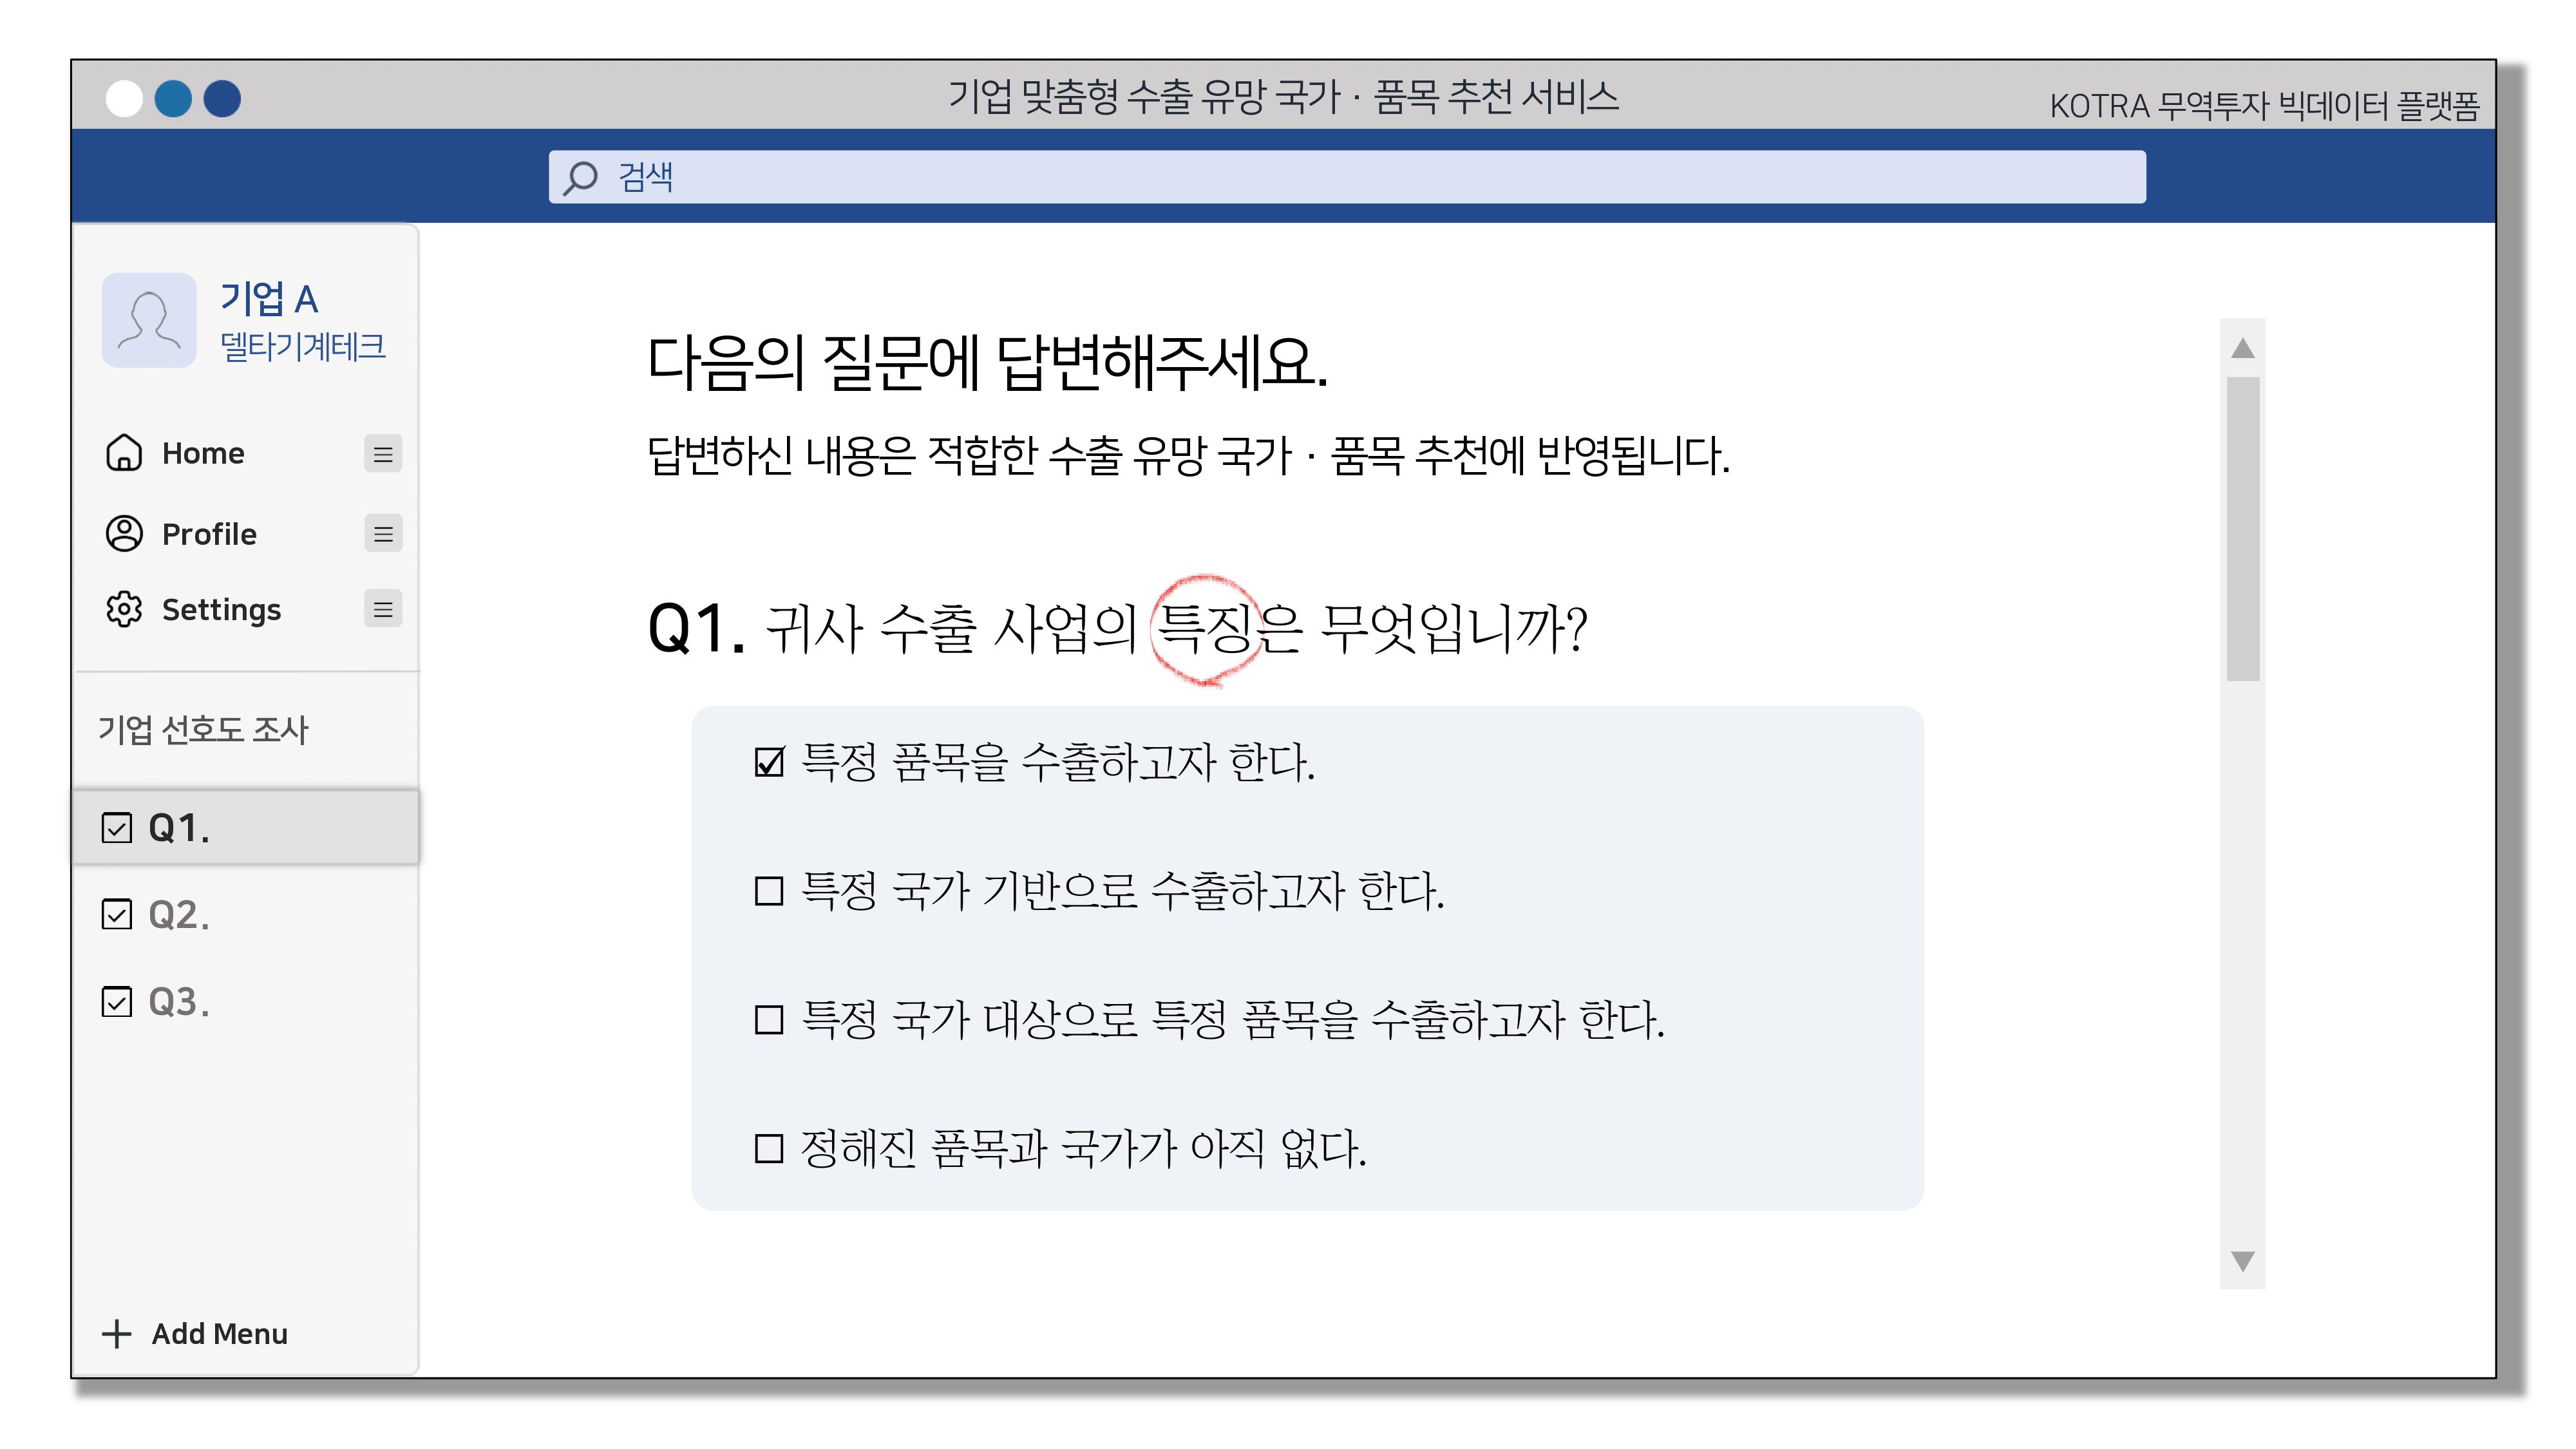 기업 맞춤형 수출 유망 국가 · 품목 추천 서비스
KOTRA 무역투자 빅데이터 플랫폼
검색
기업 A
델타기계테크
Home
Profile
Settings
기업 선호도 조사
Q1.
Q2.
Q3.
Add Menu
다음의 질문에 답변해주세요.
답변하신 내용은 적합한 수출 유망 국가 · 품목 추천에 반영됩니다.
Q1. 귀사 수출 사업의 특징은 무엇입니까?
특정 품목을 수출하고자 한다.
특정 국가 기반으로 수출하고자 한다.
특정 국가 대상으로 특정 품목을 수출하고자 한다.
정해진 품목과 국가가 아직 없다.